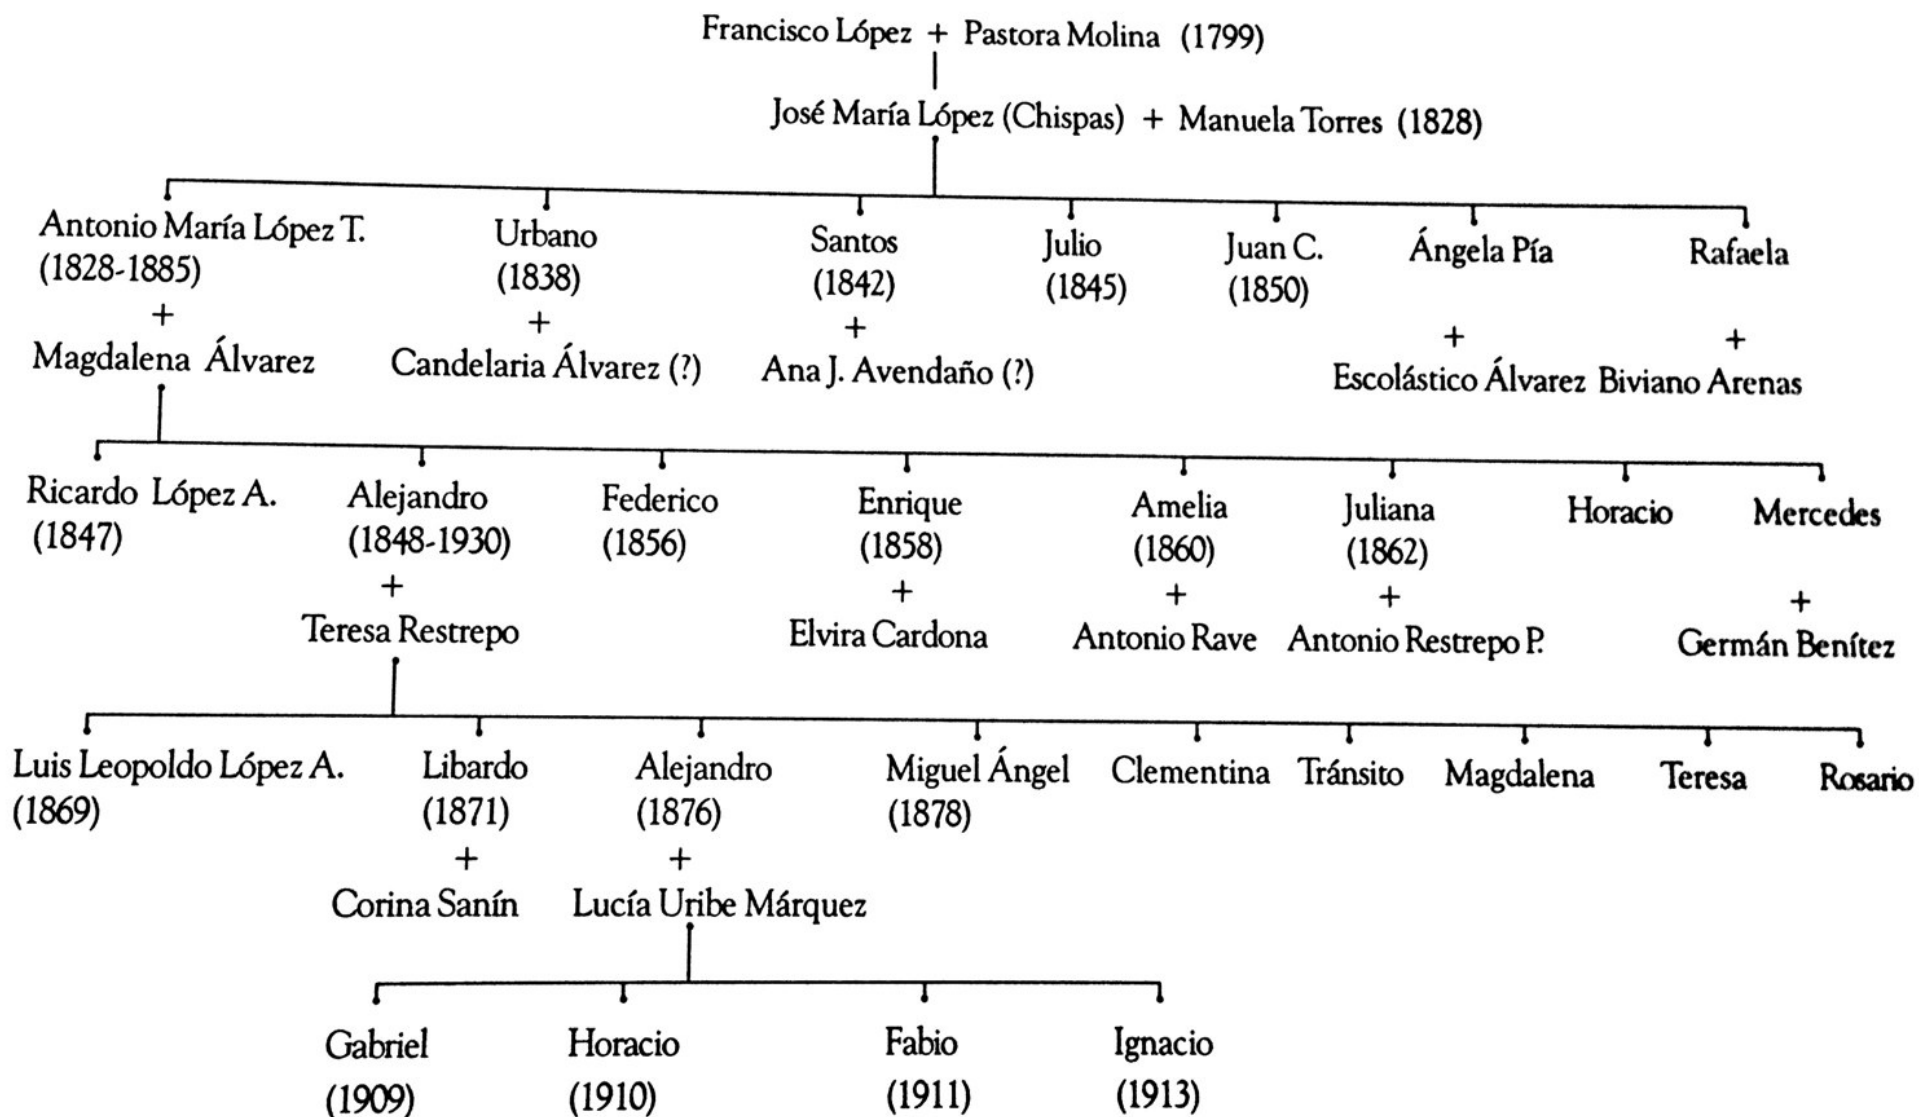 Francisco López + Pastora Molina (1799)
José María López (Chispas) + Manuela Torres (1828)
Antonio María López T. Urbano Santos Julio Juan C. Ángela Pía Rafaela
(1828-1885) (1838) (1842) (1845) (1850)
+ + + + +
Magdalena Álvarez Candelaria Álvarez (?) Ana J. Avendaño (?) Escolástico Álvarez Biviano Arenas
Ricardo López A. Alejandro Federico Enrique Amelia Juliana Horacio Mercedes
(1847) (1848-1930) (1856) (1858) (1860) (1862)
+ + + + +
Teresa Restrepo Elvira Cardona Antonio Rave Antonio Restrepo P. Germán Benítez
Luis Leopoldo López A. Libardo Alejandro Miguel Ángel Clementina Tránsito Magdalena Teresa Rosario
(1869) (1871) (1876) (1878)
+ +
Corina Sanín Lucía Uribe Márquez
Gabriel Horacio Fabio Ignacio
(1909) (1910) (1911) (1913)